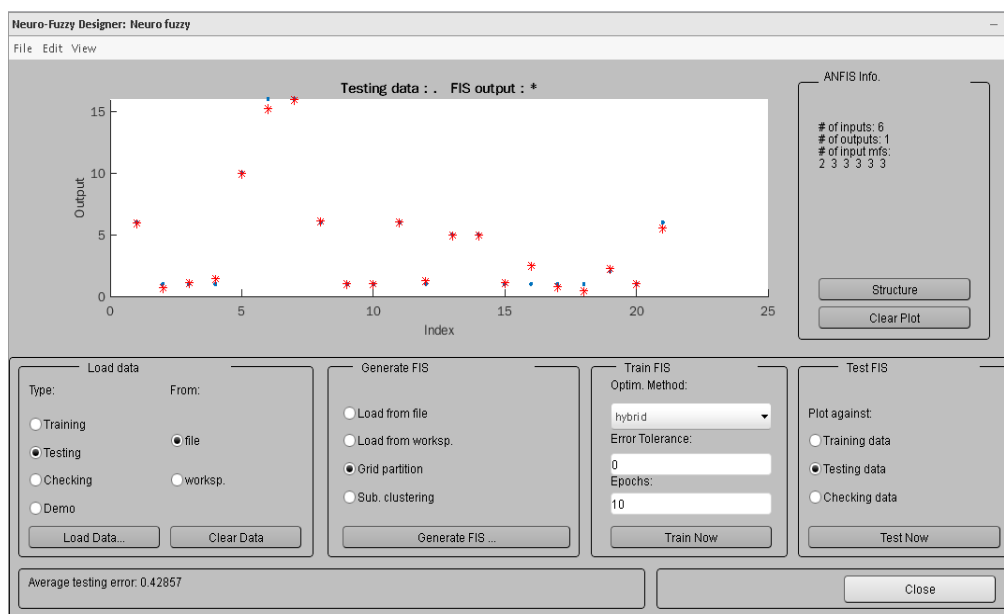 Neuro-Fuzzy Designer: Neuro fuzzy
File Edit View
Testing data : .   FIS output : *
15
10
5
0
Output
0 5 10 15 20 25
Index
ANFIS Info.
# of inputs: 6
# of outputs: 1
# of input mfs:
2 3 3 3 3 3
Structure
Clear Plot
Load data
Type: From:
Training
file
Testing
Checking
worksp.
Demo
Load Data...
Clear Data
Generate FIS
Load from file
Load from worksp.
Grid partition
Sub. clustering
Generate FIS ...
Train FIS
Optim. Method:
hybrid
Error Tolerance:
0
Epochs:
10
Train Now
Test FIS
Plot against:
Training data
Testing data
Checking data
Test Now
Average testing error: 0.42857
Close